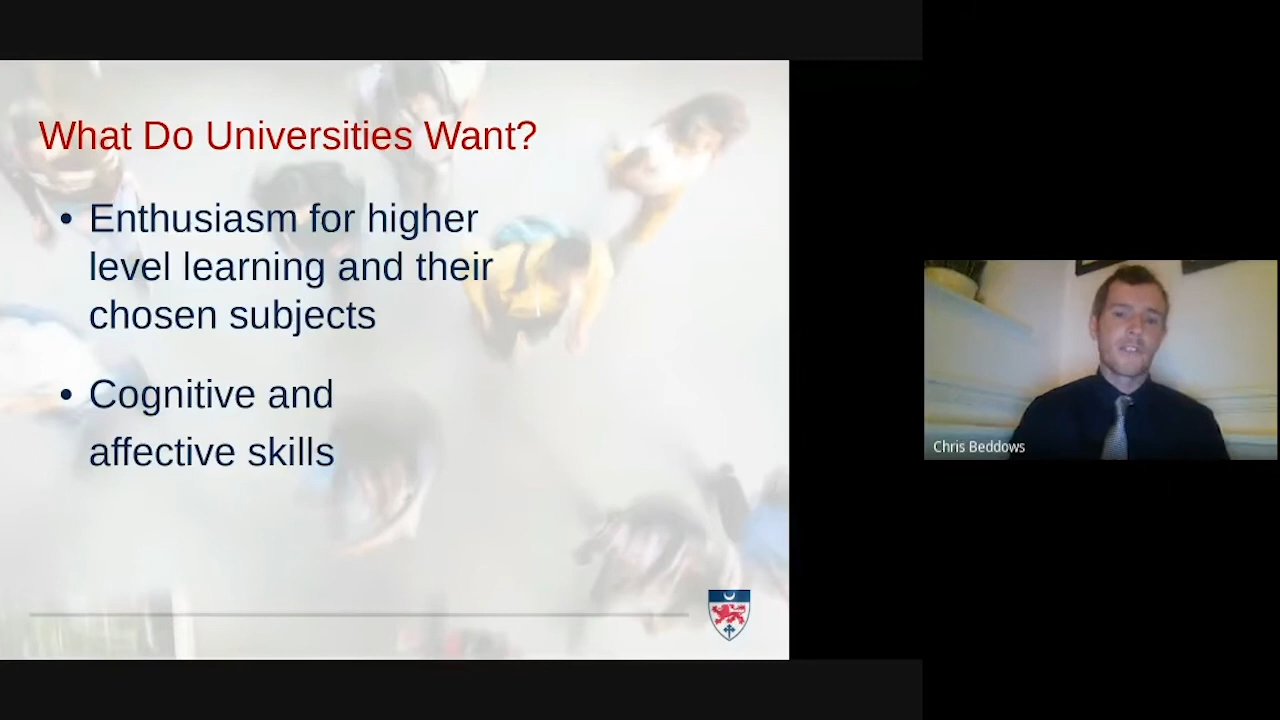 What Do Universities Want?
• Enthusiasm for higher
level learning and their
chosen subjects
• Cognitive and
affective skills
Chris Beddows